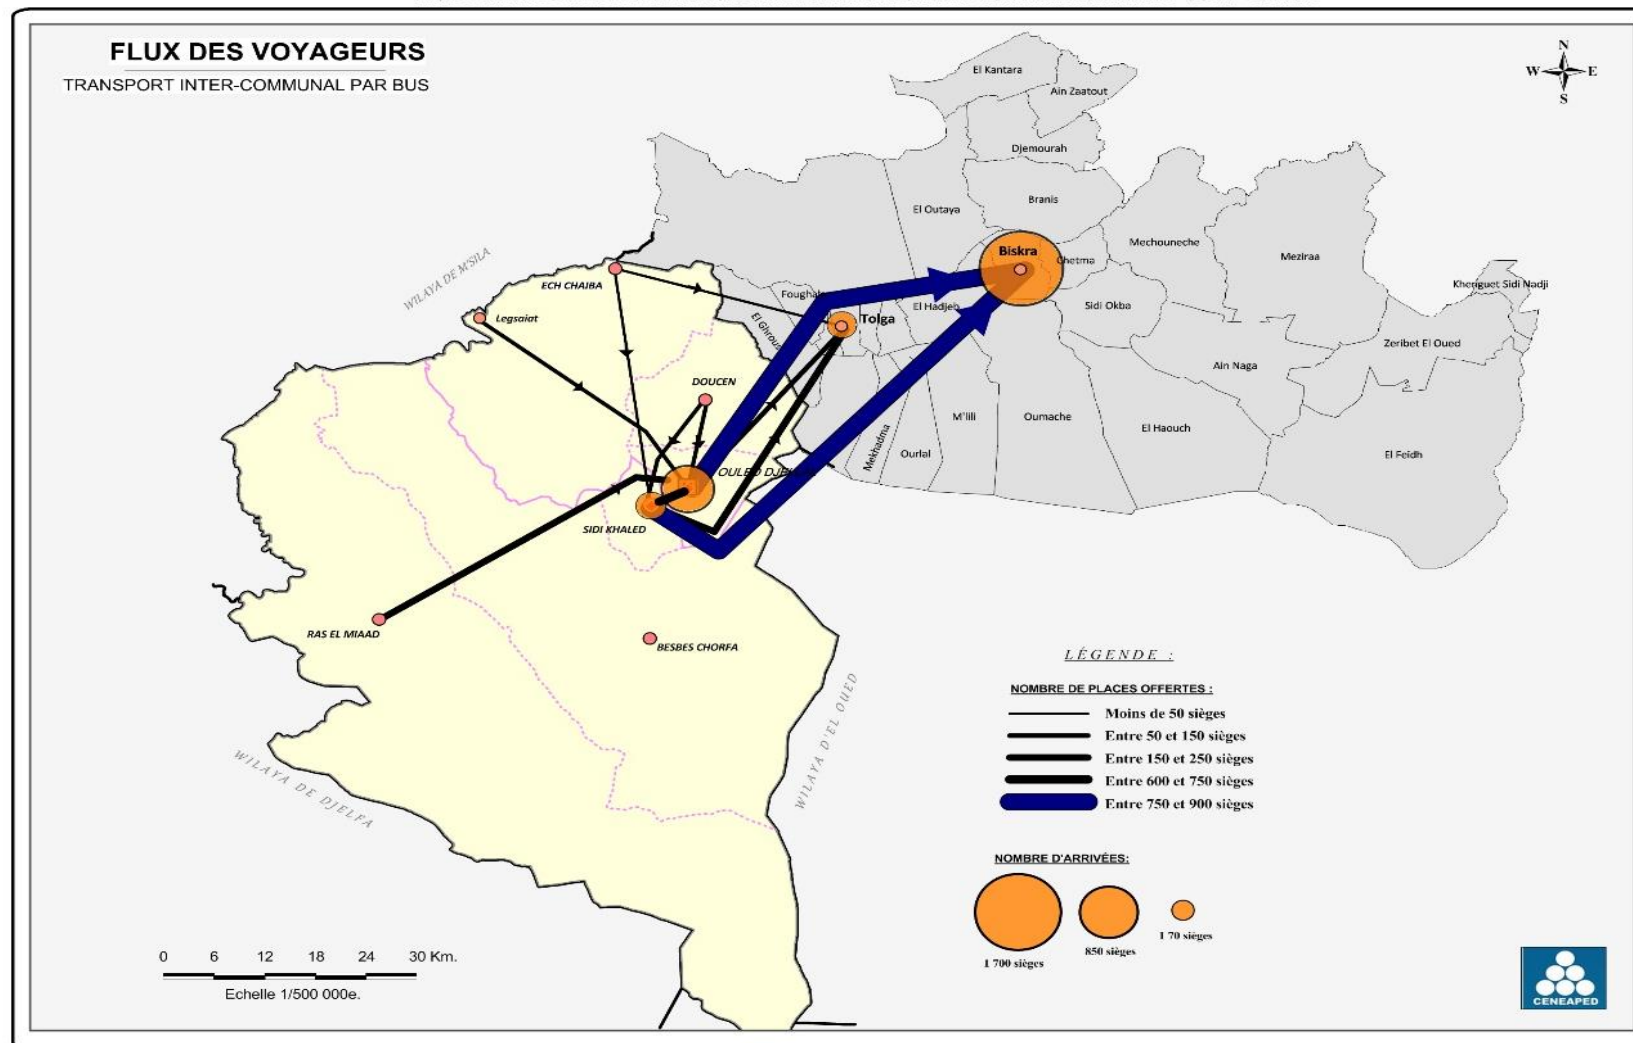 FLUX DES VOYAGEURS
TRANSPORT INTER-COMMUNAL PAR BUS
N
W E
S
El Kantara
Ain Zaatout
Djemourah
El Outaya
Branis
Mechouneche
Meziraa
Biskra
Chetma
Khenguet Sidi Nadji
Foughala
El Hadjeb
Sidi Okba
Tolga
El Ghrous
Zeribet El Oued
Ain Naga
M'lili
Oumache
El Haouch
Mekhadma
Ourlal
El Feidh
WILAYA DE M'SILA
ECH CHAIBA
Legsaiat
DOUCEN
OULED DJELLAL
SIDI KHALED
RAS EL MIAAD
BESBES CHORFA
WILAYA D'EL OUED
WILAYA DE DJELFA
LÉGENDE :
NOMBRE DE PLACES OFFERTES :
Moins de 50 sièges
Entre 50 et 150 sièges
Entre 150 et 250 sièges
Entre 600 et 750 sièges
Entre 750 et 900 sièges
NOMBRE D'ARRIVÉES:
1 700 sièges
850 sièges
1 70 sièges
0 6 12 18 24 30 Km.
Echelle 1/500 000e.
CENEAPED